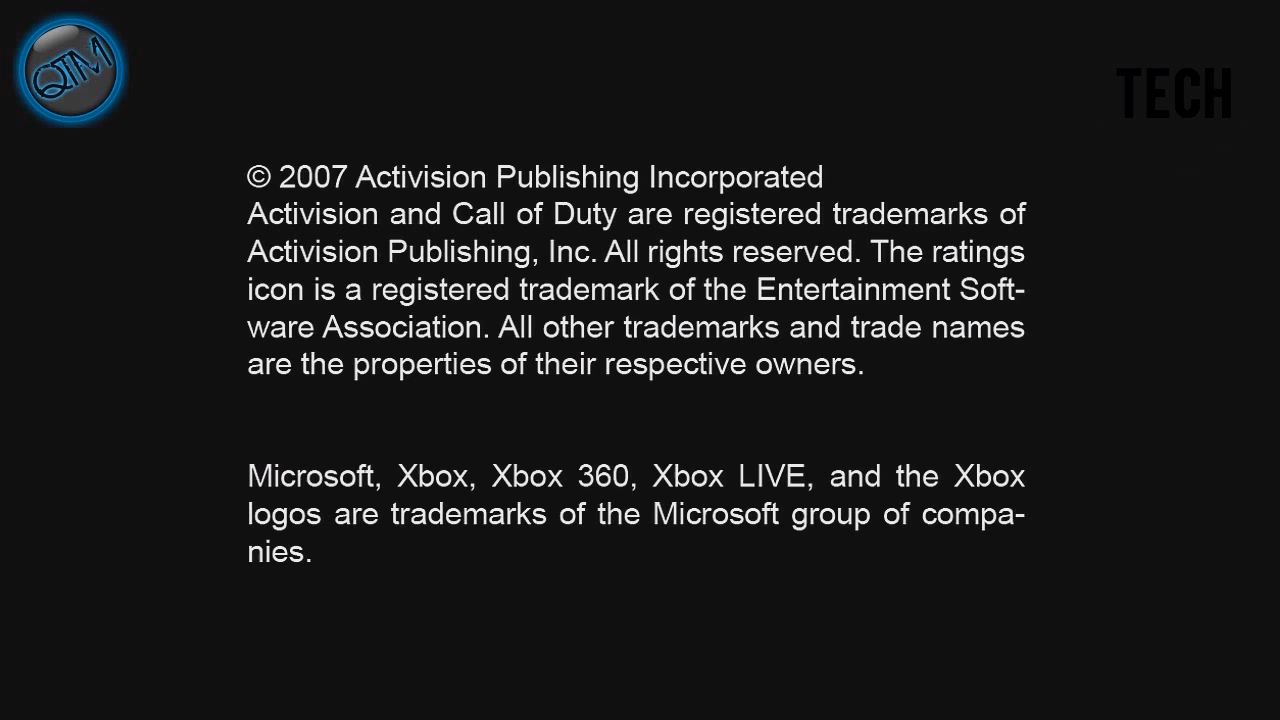 QTM
TECH
© 2007 Activision Publishing Incorporated
Activision and Call of Duty are registered trademarks of
Activision Publishing, Inc. All rights reserved. The ratings
icon is a registered trademark of the Entertainment Soft-
ware Association. All other trademarks and trade names
are the properties of their respective owners.
Microsoft, Xbox, Xbox 360, Xbox LIVE, and the Xbox
logos are trademarks of the Microsoft group of compa-
nies.